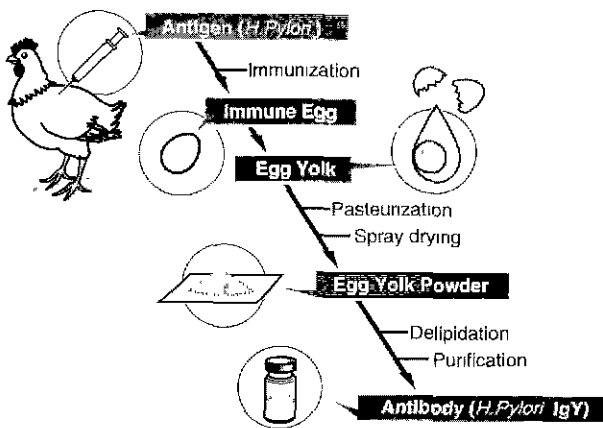 Antigen (H.Pylori)
Immunization
Immune Egg
Egg Yolk
Pasteurization
Spray drying
Egg Yolk Powder
Delipidation
Purification
Antibody (H.Pylori IgY)